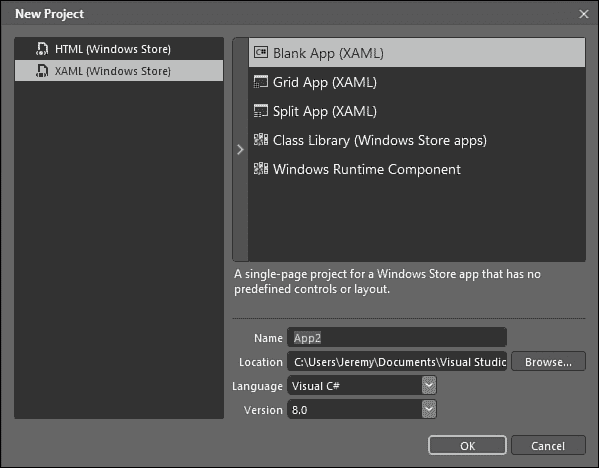 New Project
HTML (Windows Store)
XAML (Windows Store)
C# Blank App (XAML)
Grid App (XAML)
Split App (XAML)
Class Library (Windows Store apps)
Windows Runtime Component
A single-page project for a Windows Store app that has no
predefined controls or layout.
Name App2
Location C:\Users\Jeremy\Documents\Visual Studic Browse...
Language Visual C#
Version 8.0
OK Cancel